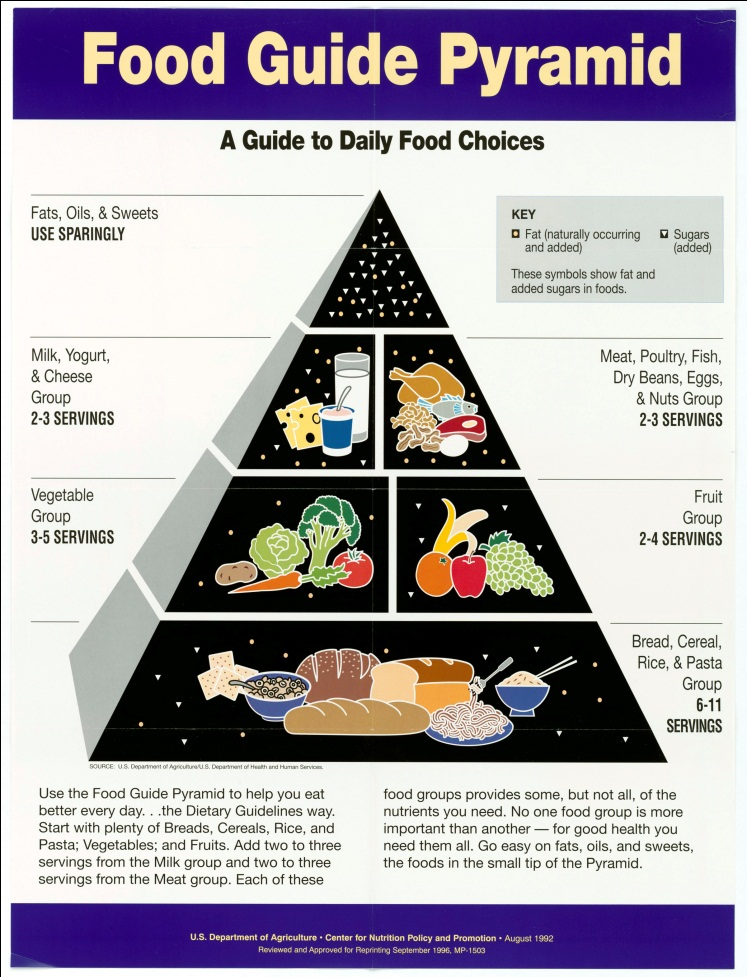 Food Guide Pyramid
A Guide to Daily Food Choices
Fats, Oils, & Sweets
USE SPARINGLY
KEY
Fat (naturally occurring
and added)
Sugars
(added)
These symbols show fat and
added sugars in foods.
Milk, Yogurt,
& Cheese
Group
2-3 SERVINGS
Meat, Poultry, Fish,
Dry Beans, Eggs,
& Nuts Group
2-3 SERVINGS
Vegetable
Group
3-5 SERVINGS
Fruit
Group
2-4 SERVINGS
Bread, Cereal,
Rice, & Pasta
Group
6-11
SERVINGS
SOURCE: U.S. Department of Agriculture/U.S. Department of Health and Human Services.
Use the Food Guide Pyramid to help you eat
better every day. . .the Dietary Guidelines way.
Start with plenty of Breads, Cereals, Rice, and
Pasta; Vegetables; and Fruits. Add two to three
servings from the Milk group and two to three
servings from the Meat group. Each of these
food groups provides some, but not all, of the
nutrients you need. No one food group is more
important than another — for good health you
need them all. Go easy on fats, oils, and sweets,
the foods in the small tip of the Pyramid.
U.S. Department of Agriculture • Center for Nutrition Policy and Promotion • August 1992
Reviewed and Approved for Reprinting September 1996, MP-1503